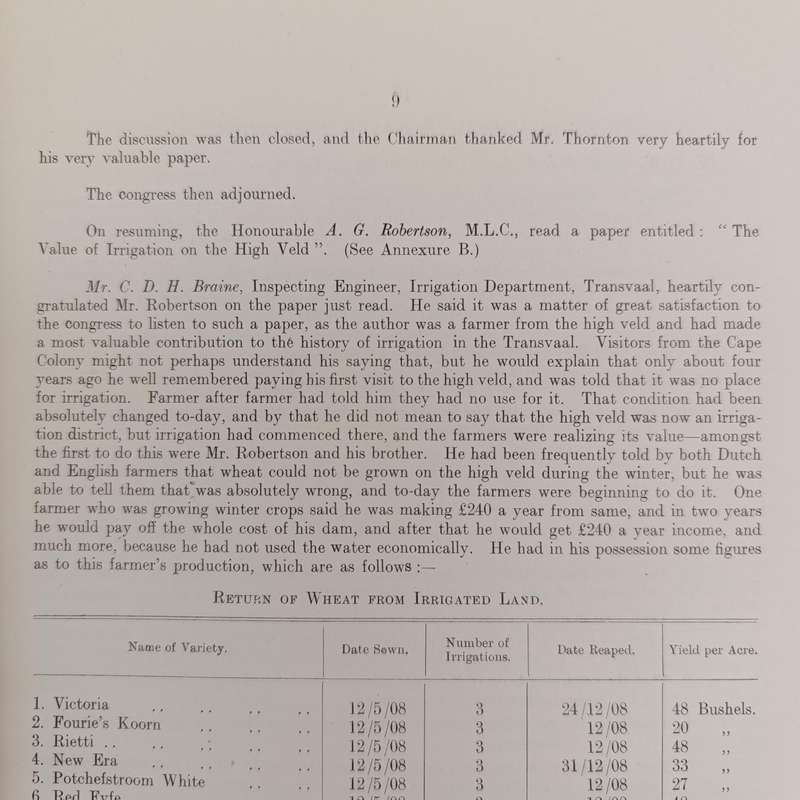 9
The discussion was then closed, and the Chairman thanked Mr. Thornton very heartily for
his very valuable paper.
The congress then adjourned.
On resuming, the Honourable A. G. Robertson, M.L.C., read a paper entitled : “ The
Value of Irrigation on the High Veld ”. (See Annexure B.)
Mr. C. D. H. Braine, Inspecting Engineer, Irrigation Department, Transvaal, heartily con-
gratulated Mr. Robertson on the paper just read. He said it was a matter of great satisfaction to
the congress to listen to such a paper, as the author was a farmer from the high veld and had made
a most valuable contribution to the history of irrigation in the Transvaal. Visitors from the Cape
Colony might not perhaps understand his saying that, but he would explain that only about four
years ago he well remembered paying his first visit to the high veld, and was told that it was no place
for irrigation. Farmer after farmer had told him they had no use for it. That condition had been
absolutely changed to-day, and by that he did not mean to say that the high veld was now an irriga-
tion district, but irrigation had commenced there, and the farmers were realizing its value—amongst
the first to do this were Mr. Robertson and his brother. He had been frequently told by both Dutch
and English farmers that wheat could not be grown on the high veld during the winter, but he was
able to tell them that was absolutely wrong, and to-day the farmers were beginning to do it. One
farmer who was growing winter crops said he was making £240 a year from same, and in two years
he would pay off the whole cost of his dam, and after that he would get £240 a year income, and
much more, because he had not used the water economically. He had in his possession some figures
as to this farmer's production, which are as follows :—
Return of Wheat from Irrigated Land.
Name of Variety. Date Sown. Number of Irrigations. Date Reaped. Yield per Acre.
1. Victoria .. .. .. .. 12/5/08 3 24/12/08 48 Bushels.
2. Fourie's Koorn .. .. .. 12/5/08 3 12/08 20 ,,
3. Rietti .. .. .. .. .. 12/5/08 3 12/08 48 ,,
4. New Era .. .. .. .. 12/5/08 3 31/12/08 33 ,,
5. Potchefstroom White .. .. 12/5/08 3 12/08 27 ,,
6. Red Fyfe